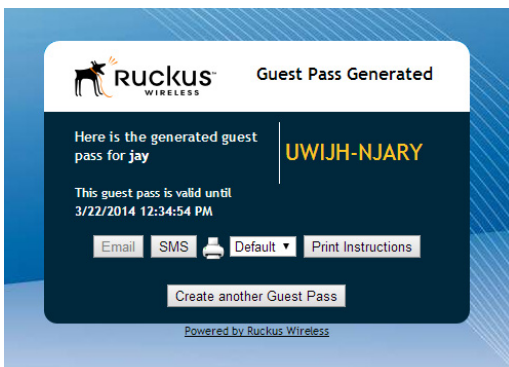 Ruckus™
WIRELESS
Guest Pass Generated
Here is the generated guest
pass for jay
UWIJH-NJARY
This guest pass is valid until
3/22/2014 12:34:54 PM
Email SMS Default Print Instructions
Create another Guest Pass
Powered by Ruckus Wireless